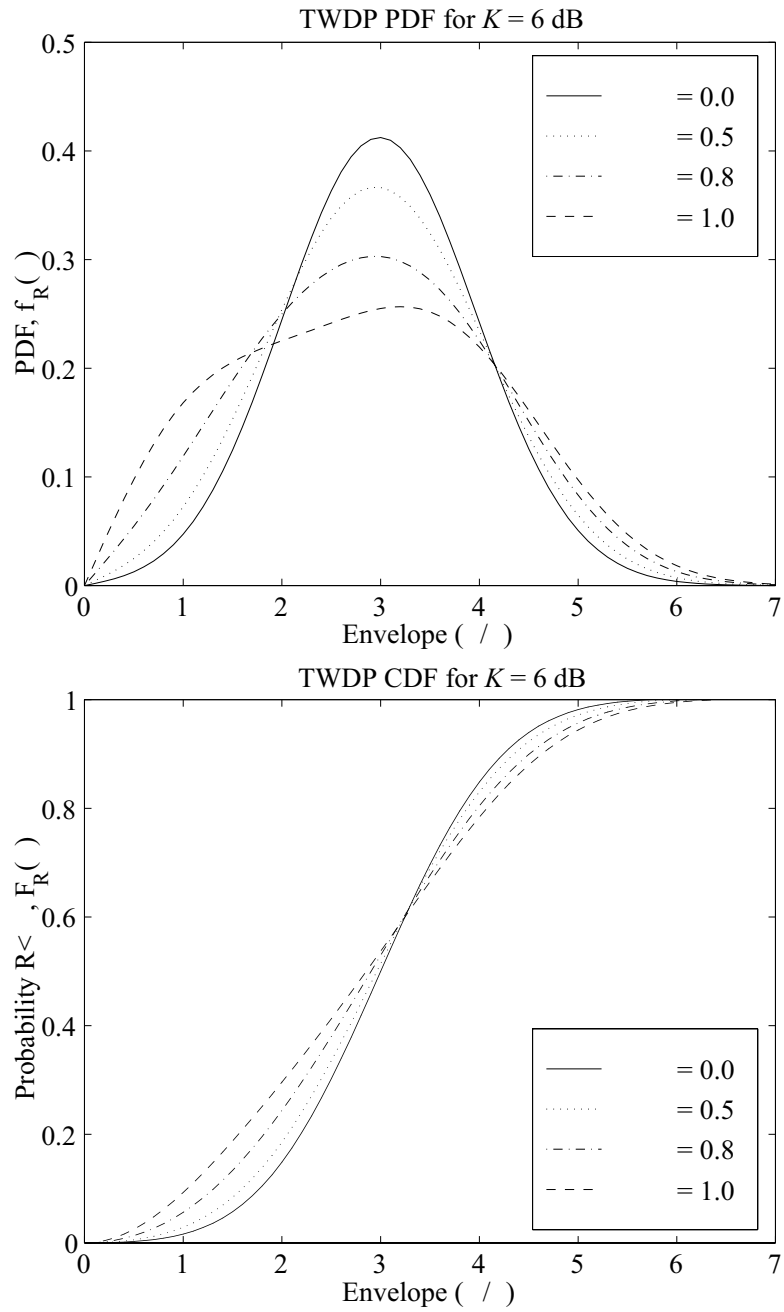 TWDP PDF for K = 6 dB
0.5
0.4
0.3
0.2
0.1
0
PDF, f_R( )
= 0.0
= 0.5
= 0.8
= 1.0
0 1 2 3 4 5 6 7
Envelope ( / )
TWDP CDF for K = 6 dB
1
0.8
0.6
0.4
0.2
0
Probability R< , F_R( )
= 0.0
= 0.5
= 0.8
= 1.0
0 1 2 3 4 5 6 7
Envelope ( / )